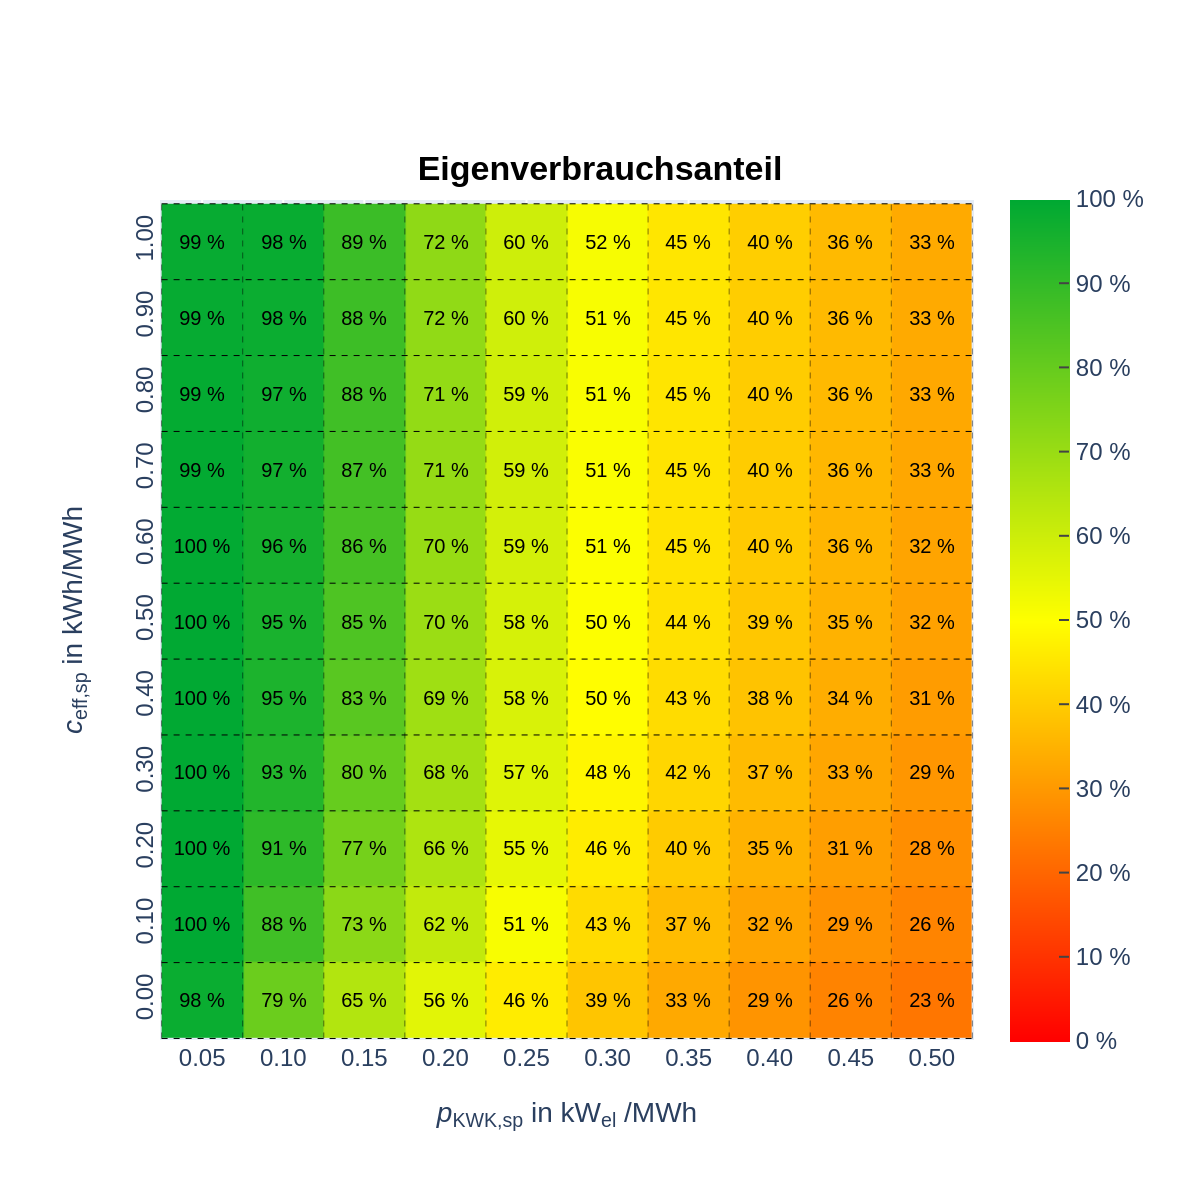 Eigenverbrauchsanteil
1.00 99 % 98 % 89 % 72 % 60 % 52 % 45 % 40 % 36 % 33 %
0.90 99 % 98 % 88 % 72 % 60 % 51 % 45 % 40 % 36 % 33 %
0.80 99 % 97 % 88 % 71 % 59 % 51 % 45 % 40 % 36 % 33 %
0.70 99 % 97 % 87 % 71 % 59 % 51 % 45 % 40 % 36 % 33 %
0.60 100 % 96 % 86 % 70 % 59 % 51 % 45 % 40 % 36 % 32 %
0.50 100 % 95 % 85 % 70 % 58 % 50 % 44 % 39 % 35 % 32 %
0.40 100 % 95 % 83 % 69 % 58 % 50 % 43 % 38 % 34 % 31 %
0.30 100 % 93 % 80 % 68 % 57 % 48 % 42 % 37 % 33 % 29 %
0.20 100 % 91 % 77 % 66 % 55 % 46 % 40 % 35 % 31 % 28 %
0.10 100 % 88 % 73 % 62 % 51 % 43 % 37 % 32 % 29 % 26 %
0.00 98 % 79 % 65 % 56 % 46 % 39 % 33 % 29 % 26 % 23 %
0.05 0.10 0.15 0.20 0.25 0.30 0.35 0.40 0.45 0.50
pKWK,sp in kWel /MWh
ceff,sp in kWh/MWh
100 %
90 %
80 %
70 %
60 %
50 %
40 %
30 %
20 %
10 %
0 %